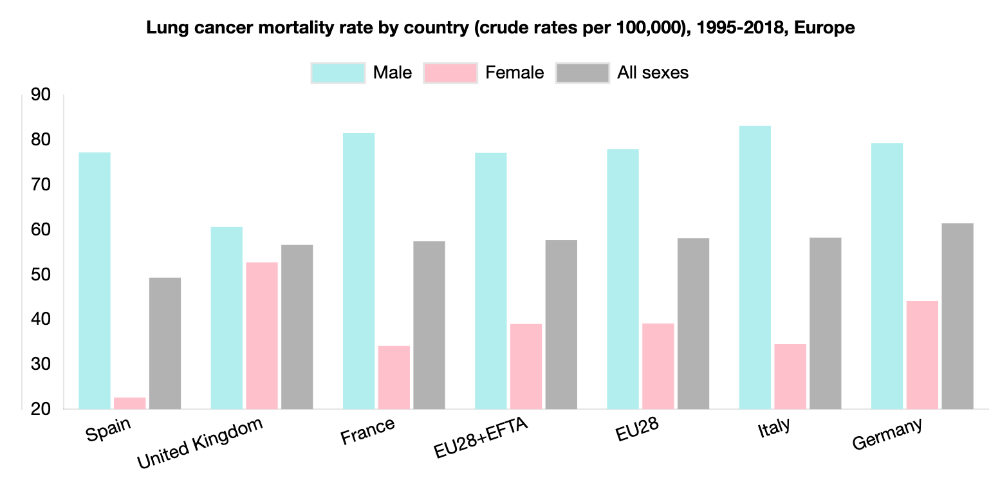 Lung cancer mortality rate by country (crude rates per 100,000), 1995-2018, Europe
Male Female All sexes
90
80
70
60
50
40
30
20
Spain United Kingdom France EU28+EFTA EU28 Italy Germany